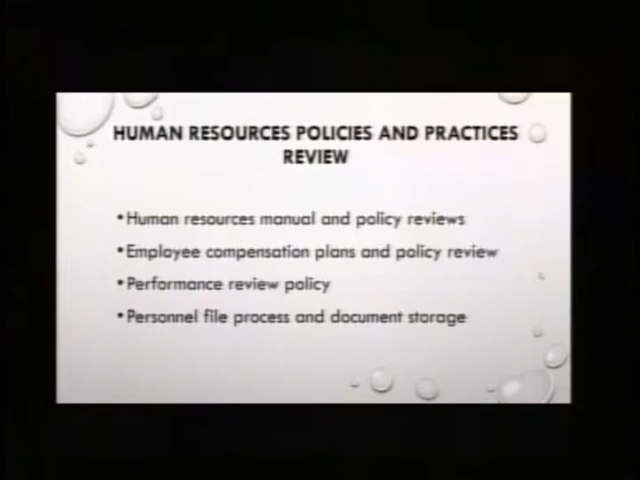 HUMAN RESOURCES POLICIES AND PRACTICES
REVIEW
•Human resources manual and policy reviews
•Employee compensation plans and policy review
•Performance review policy
•Personnel file process and document storage